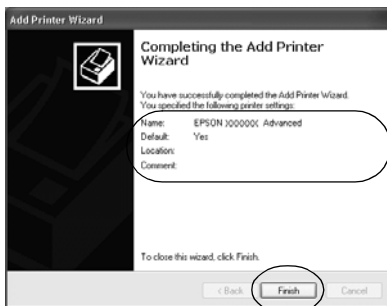 Add Printer Wizard
Completing the Add Printer
Wizard
You have successfully completed the Add Printer Wizard.
You specified the following printer settings:
Name: EPSON XXXXXX Advanced
Default: Yes
Location:
Comment:
To close this wizard, click Finish.
< Back Finish Cancel